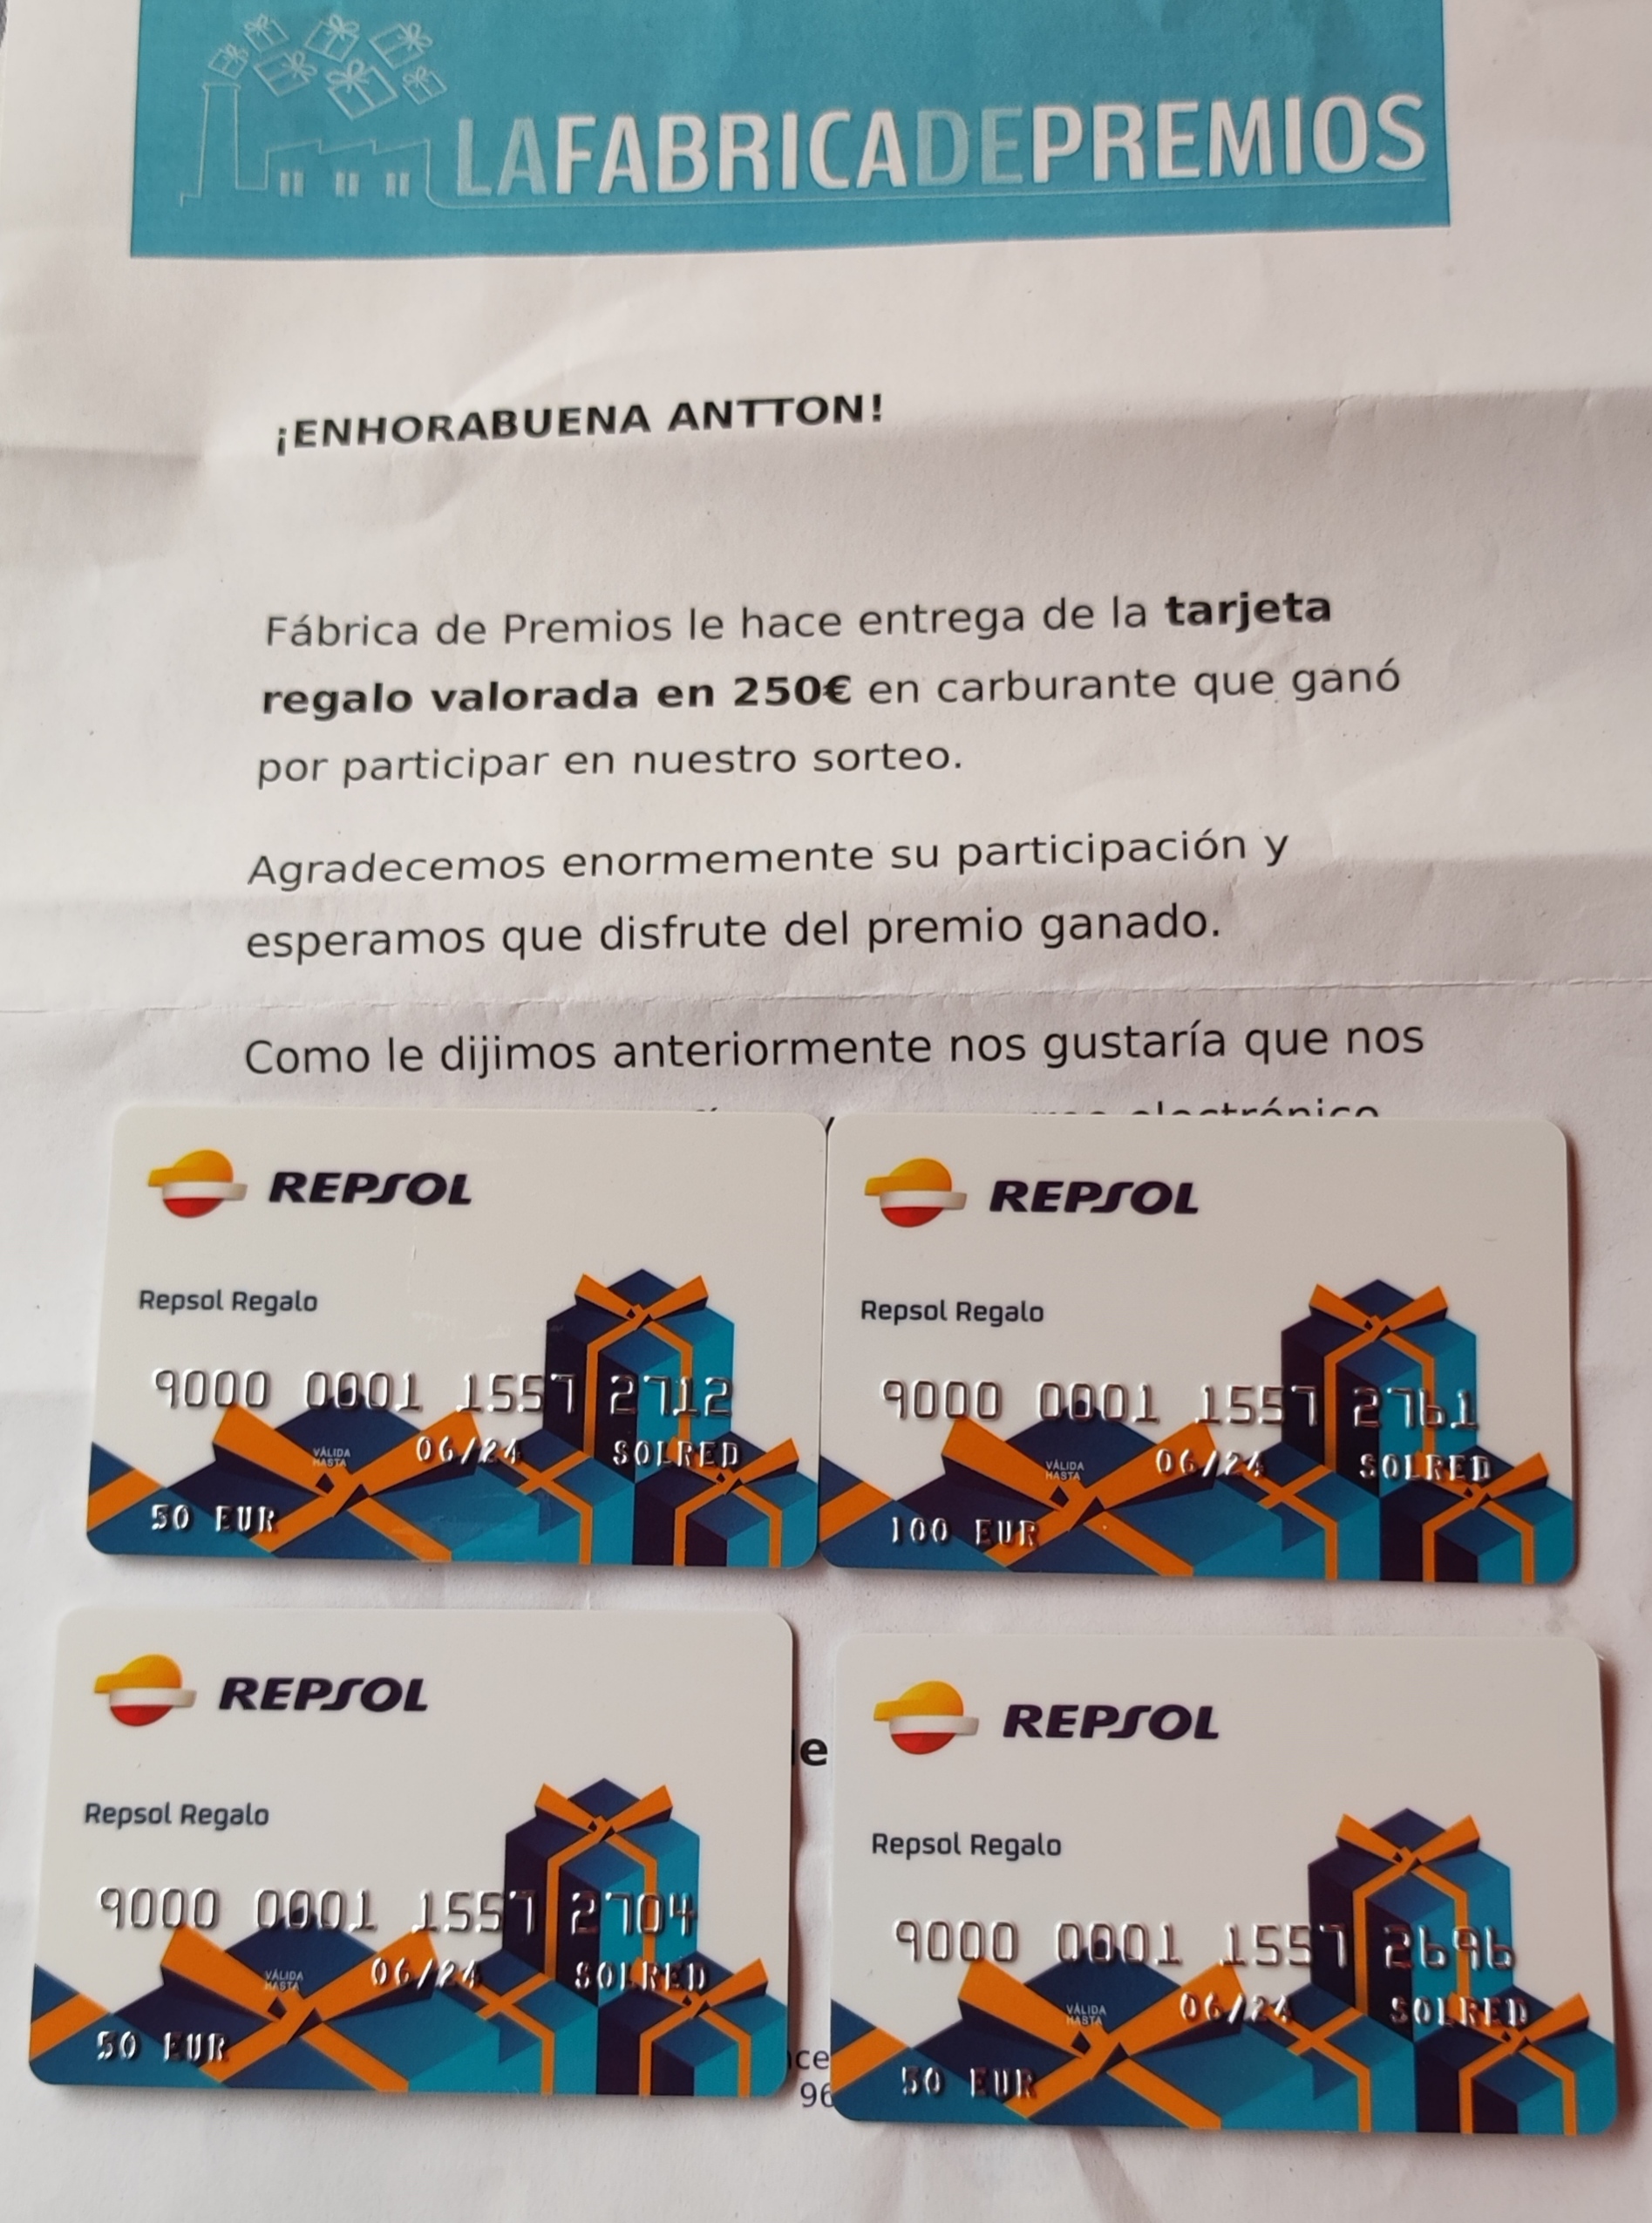 LAFABRICADEPREMIOS
¡ENHORABUENA ANTTON!
Fábrica de Premios le hace entrega de la tarjeta
regalo valorada en 250€ en carburante que ganó
por participar en nuestro sorteo.
Agradecemos enormemente su participación y
esperamos que disfrute del premio ganado.
Como le dijimos anteriormente nos gustaría que nos
electrónico
REPSOL
Repsol Regalo
9000 0001 1557 2712
VÁLIDA
HASTA
06/24 SOLRED
50 EUR
REPSOL
Repsol Regalo
9000 0001 1557 2761
VÁLIDA
HASTA
06/24 SOLRED
100 EUR
REPSOL
Repsol Regalo
9000 0001 1557 2704
VÁLIDA
HASTA
06/24 SOLRED
50 EUR
REPSOL
Repsol Regalo
9000 0001 1557 2696
VÁLIDA
HASTA
06/24 SOLRED
50 EUR